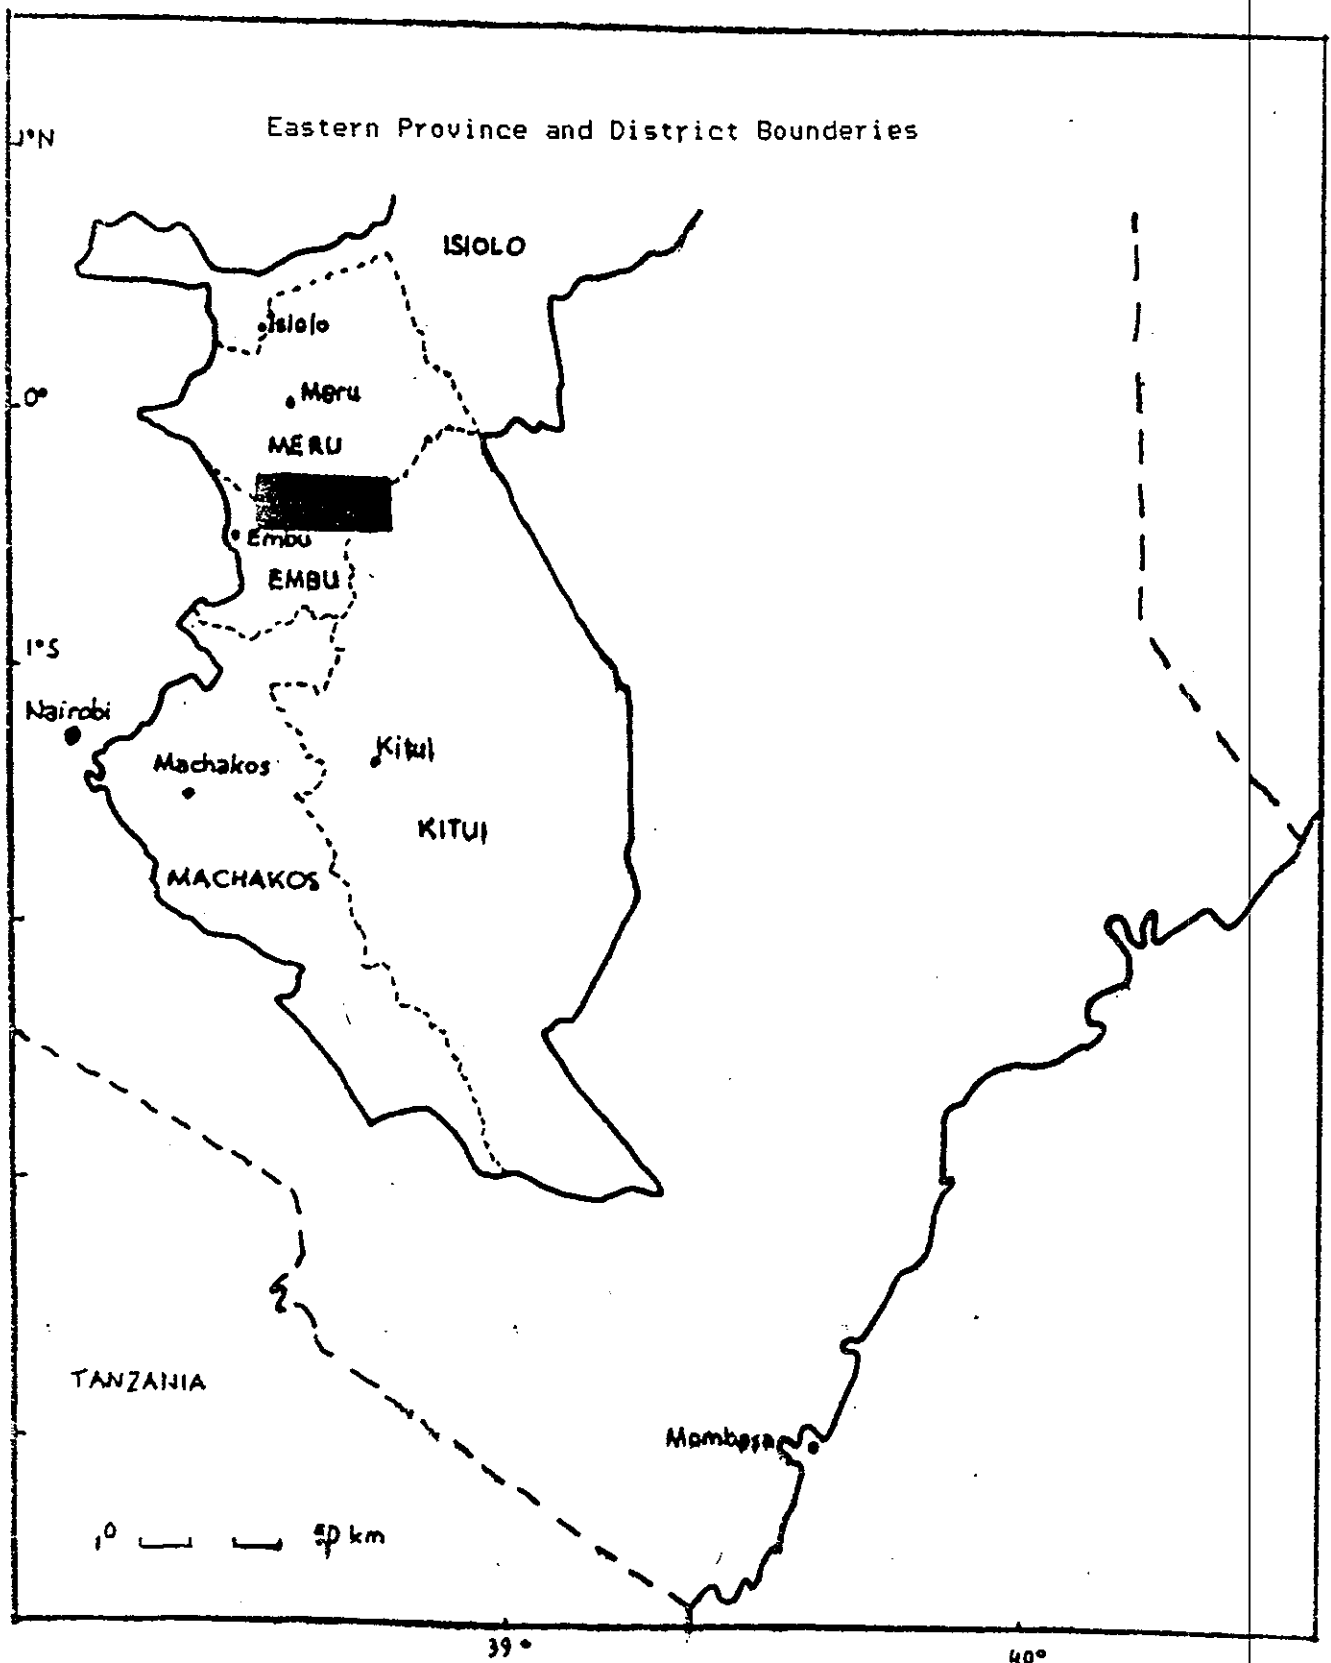 Eastern Province and District Bounderies
1°N
ISIOLO
Isiolo
0°
Meru
MERU
Embu
EMBU
1°S
Nairobi
Kitui
Machakos
KITUI
MACHAKOS
TANZANIA
Mombasa
50 km
39°
40°